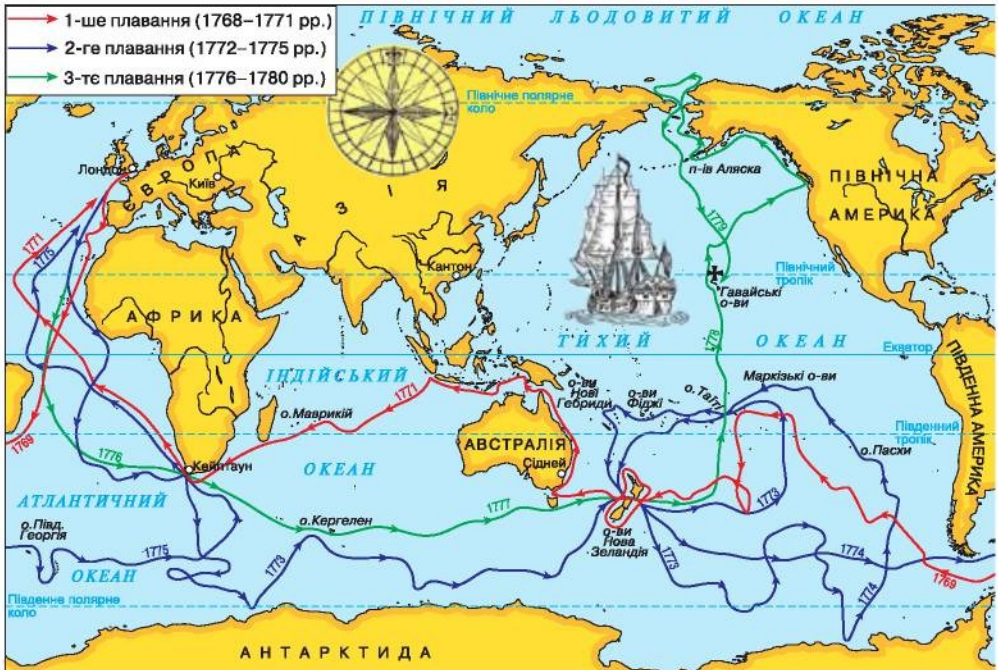 1-ше плавання (1768–1771 рр.)
2-ге плавання (1772–1775 рр.)
3-тє плавання (1776–1780 рр.)
ПІВНІЧНИЙ ЛЬОДОВИТИЙ ОКЕАН
Північне полярне
коло
Лондон
ЄВРОПА
Київ
АЗІЯ
п-ів Аляска
ПІВНІЧНА
АМЕРИКА
1771
1775
1779
Кантон
Північний
тропік
Гавайські
о-ви
АФРИКА
ТИХИЙ ОКЕАН
1778
Екватор
ІНДІЙСЬКИЙ
ОКЕАН
о.Маврикій
1771
о-ви
Нові
Гебриди
о-ви
Фіджі
о.Таїті
Маркізькі о-ви
ПІВДЕННА АМЕРИКА
1769
1776
Кейптаун
АВСТРАЛІЯ
Сідней
Південний
тропік
о.Пасхи
АТЛАНТИЧНИЙ
ОКЕАН
о.Півд.
Георгія
1777
1773
о.Кергелен
о-ви
Нова
Зеландія
1775
1773
1773
1774
1774
1769
Південне полярне
коло
АНТАРКТИДА